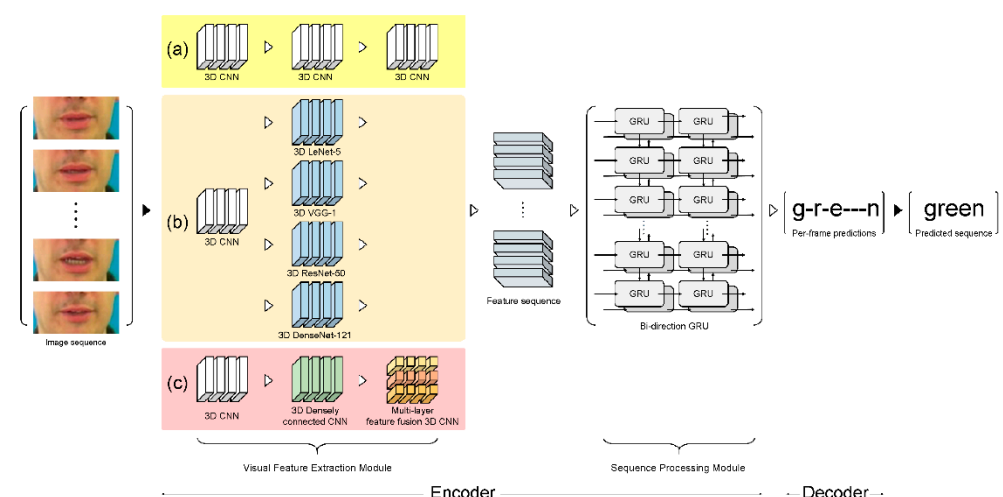 (a)
3D CNN
3D CNN
3D CNN
Image sequence
(b)
3D CNN
3D LeNet-5
3D VGG-1
3D ResNet-50
3D DenseNet-121
(c)
3D CNN
3D Densely
connected CNN
Multi-layer
feature fusion 3D CNN
Feature sequence
GRU GRU
GRU GRU
GRU GRU
GRU GRU
GRU GRU
Bi-direction GRU
g-r-e---n
Per-frame predictions
green
Predicted sequence
Visual Feature Extraction Module
Sequence Processing Module
Encoder
Decoder